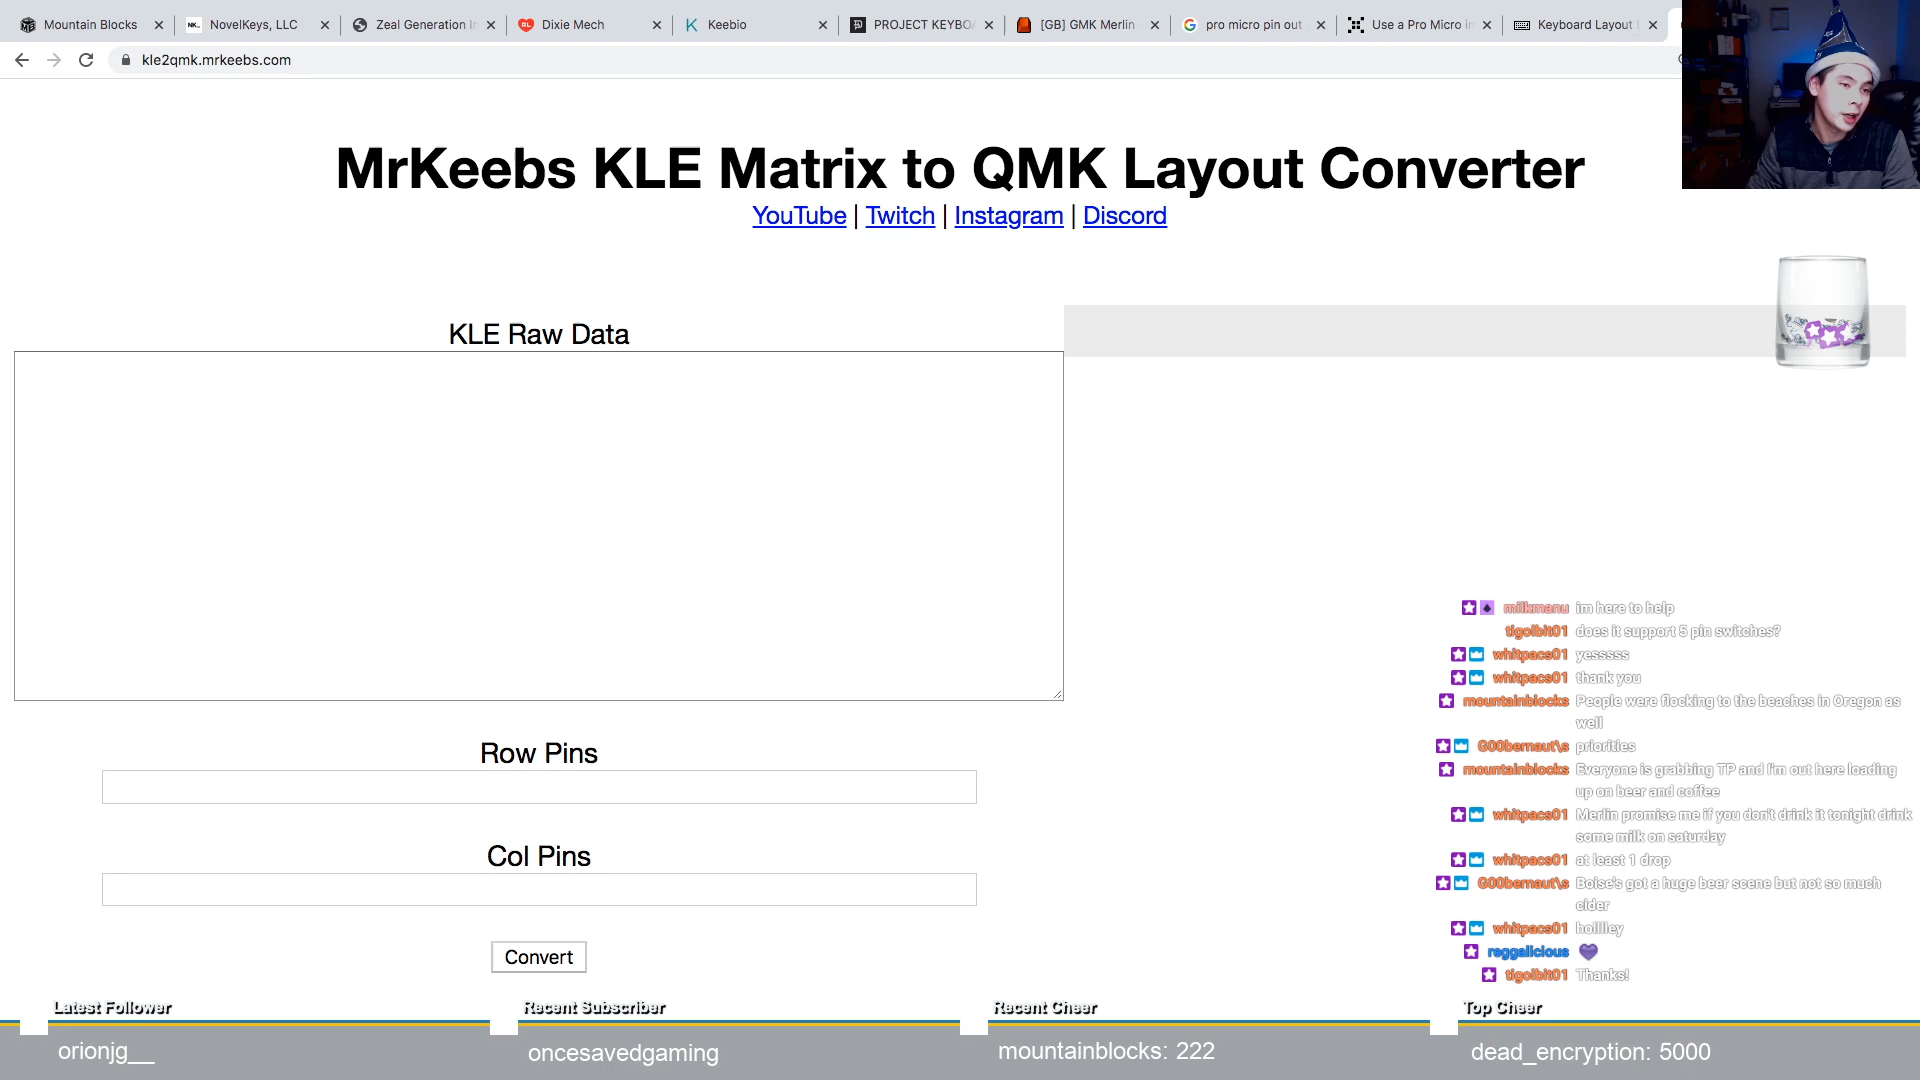 Mountain Blocks
NovelKeys, LLC
Zeal Generation In
Dixie Mech
Keebio
PROJECT KEYBO
[GB] GMK Merlin
pro micro pin out
Use a Pro Micro in
Keyboard Layout
kle2qmk.mrkeebs.com
MrKeebs KLE Matrix to QMK Layout Converter
YouTube | Twitch | Instagram | Discord
KLE Raw Data
Row Pins
Col Pins
Convert
milkmanu im here to help
tigolbit01 does it support 5 pin switches?
whitpacs01 yesssss
whitpacs01 thank you
mountainblocks People were flocking to the beaches in Oregon as
well
G00bernaut\s priorities
mountainblocks Everyone is grabbing TP and I'm out here loading
up on beer and coffee
whitpacs01 Merlin promise me if you don't drink it tonight drink
some milk on saturday
whitpacs01 at least 1 drop
G00bernaut\s Boise's got a huge beer scene but not so much
cider
whitpacs01 hollllley
reggalicious 💜
tigolbit01 Thanks!
Latest Follower
orionjg__
Recent Subscriber
oncesavedgaming
Recent Cheer
mountainblocks: 222
Top Cheer
dead_encryption: 5000